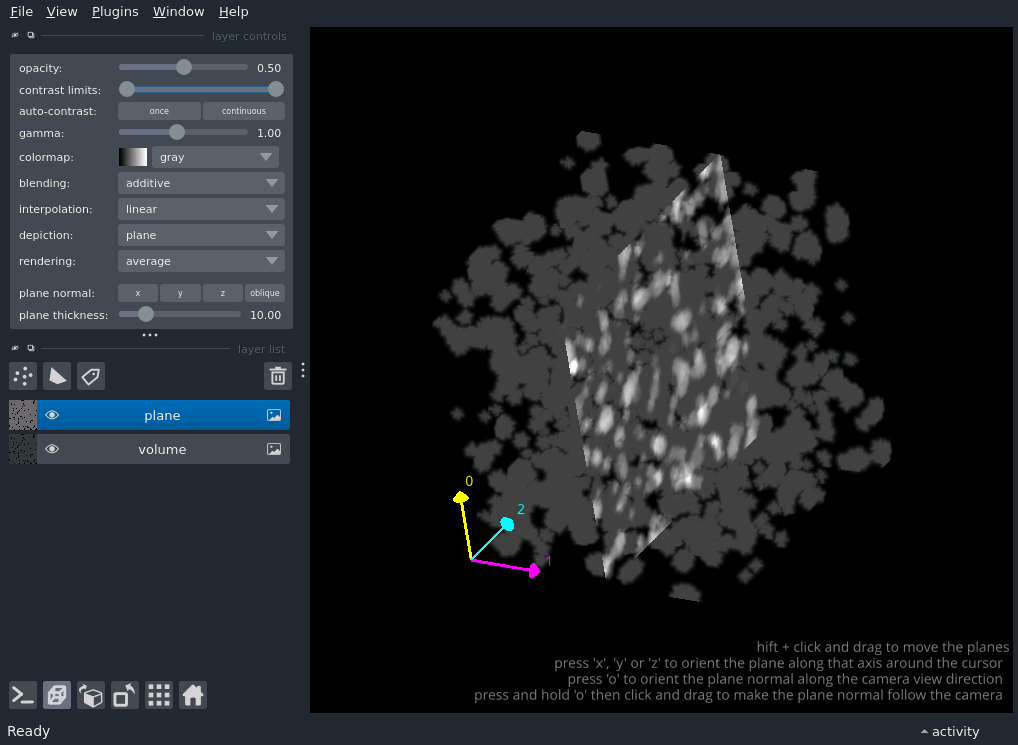 File View Plugins Window Help
layer controls
opacity: 0.50
contrast limits:
auto-contrast: once continuous
gamma: 1.00
colormap: gray
blending: additive
interpolation: linear
depiction: plane
rendering: average
plane normal: x y z oblique
plane thickness: 10.00
layer list
plane
volume
0
2
1
hift + click and drag to move the planes
press 'x', 'y' or 'z' to orient the plane along that axis around the cursor
press 'o' to orient the plane normal along the camera view direction
press and hold 'o' then click and drag to make the plane normal follow the camera
Ready activity